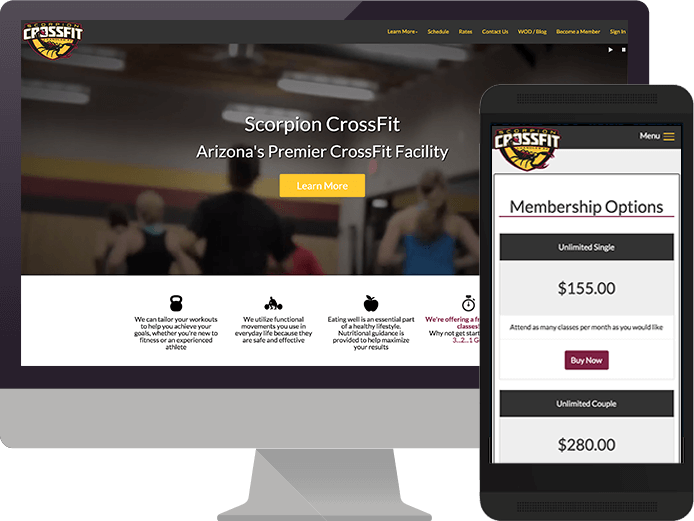 SCORPION
CROSSFIT
Learn More
Schedule
Rates
Contact Us
WOD / Blog
Become a Member
Sign In
Scorpion CrossFit
Arizona's Premier CrossFit Facility
Learn More
We can tailor your workouts
to help you achieve your
goals, whether you're new to
fitness or an experienced
athlete
We utilize functional
movements you use in
everyday life because they
are safe and effective
Eating well is an essential part
of a healthy lifestyle.
Nutritional guidance is
provided to help maximize
your results
We're offering a
classes!
Why not get
3...2...1
SCORPION
CROSSFIT
Menu
Membership Options
Unlimited Single
$155.00
Attend as many classes per month as you would like
Buy Now
Unlimited Couple
$280.00